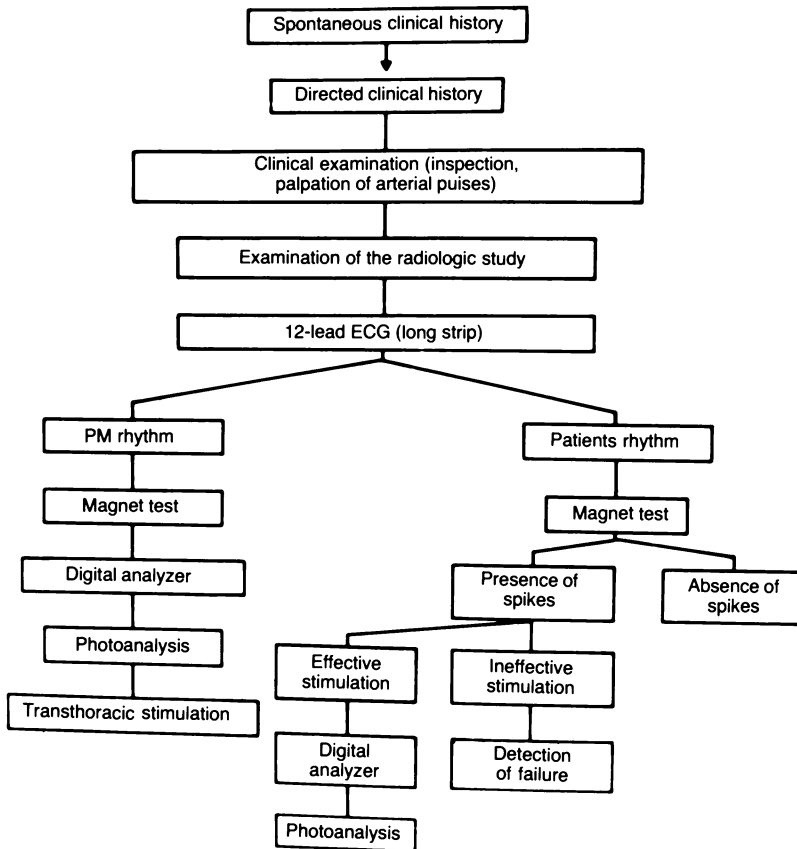 Spontaneous clinical history
Directed clinical history
Clinical examination (inspection,
palpation of arterial puises)
Examination of the radiologic study
12-lead ECG (long strip)
PM rhythm
Patients rhythm
Magnet test
Magnet test
Digital analyzer
Presence of
spikes
Absence of
spikes
Photoanalysis
Effective
stimulation
Ineffective
stimulation
Transthoracic stimulation
Digital
analyzer
Detection
of failure
Photoanalysis